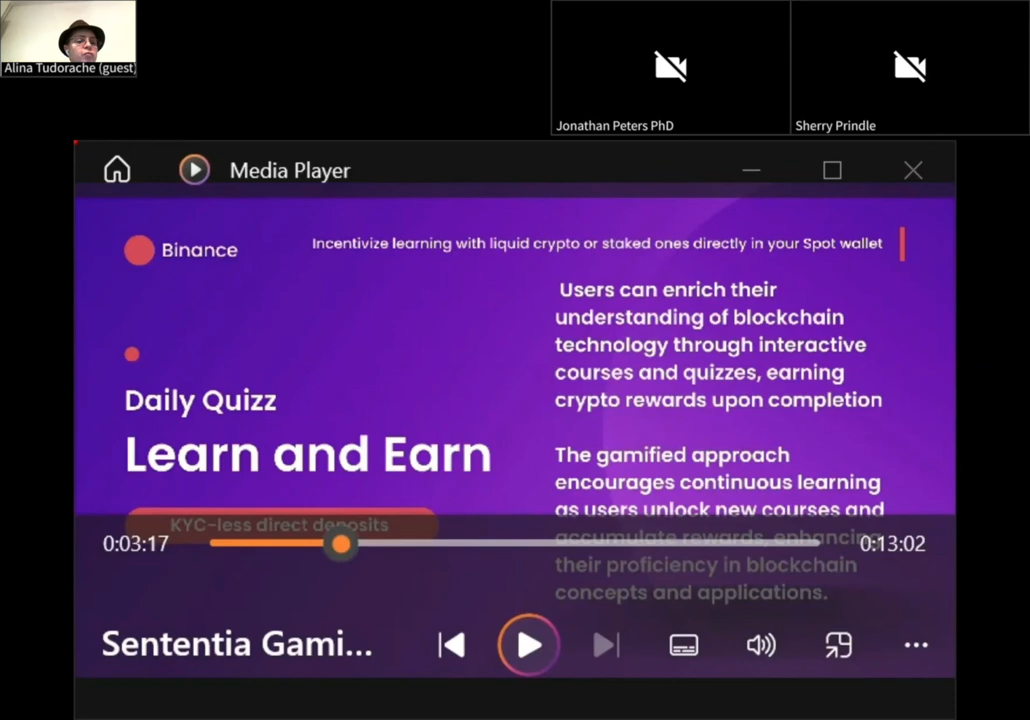 Alina Tudorache (guest)
Jonathan Peters PhD
Sherry Prindle
Media Player
Binance
Incentivize learning with liquid crypto or staked ones directly in your Spot wallet
Daily Quizz
Learn and Earn
KYC-less direct deposits
Users can enrich their
understanding of blockchain
technology through interactive
courses and quizzes, earning
crypto rewards upon completion
The gamified approach
encourages continuous learning
as users unlock new courses and
accumulate rewards, enhancing
their proficiency in blockchain
concepts and applications.
0:03:17
0:13:02
Sententia Gami...